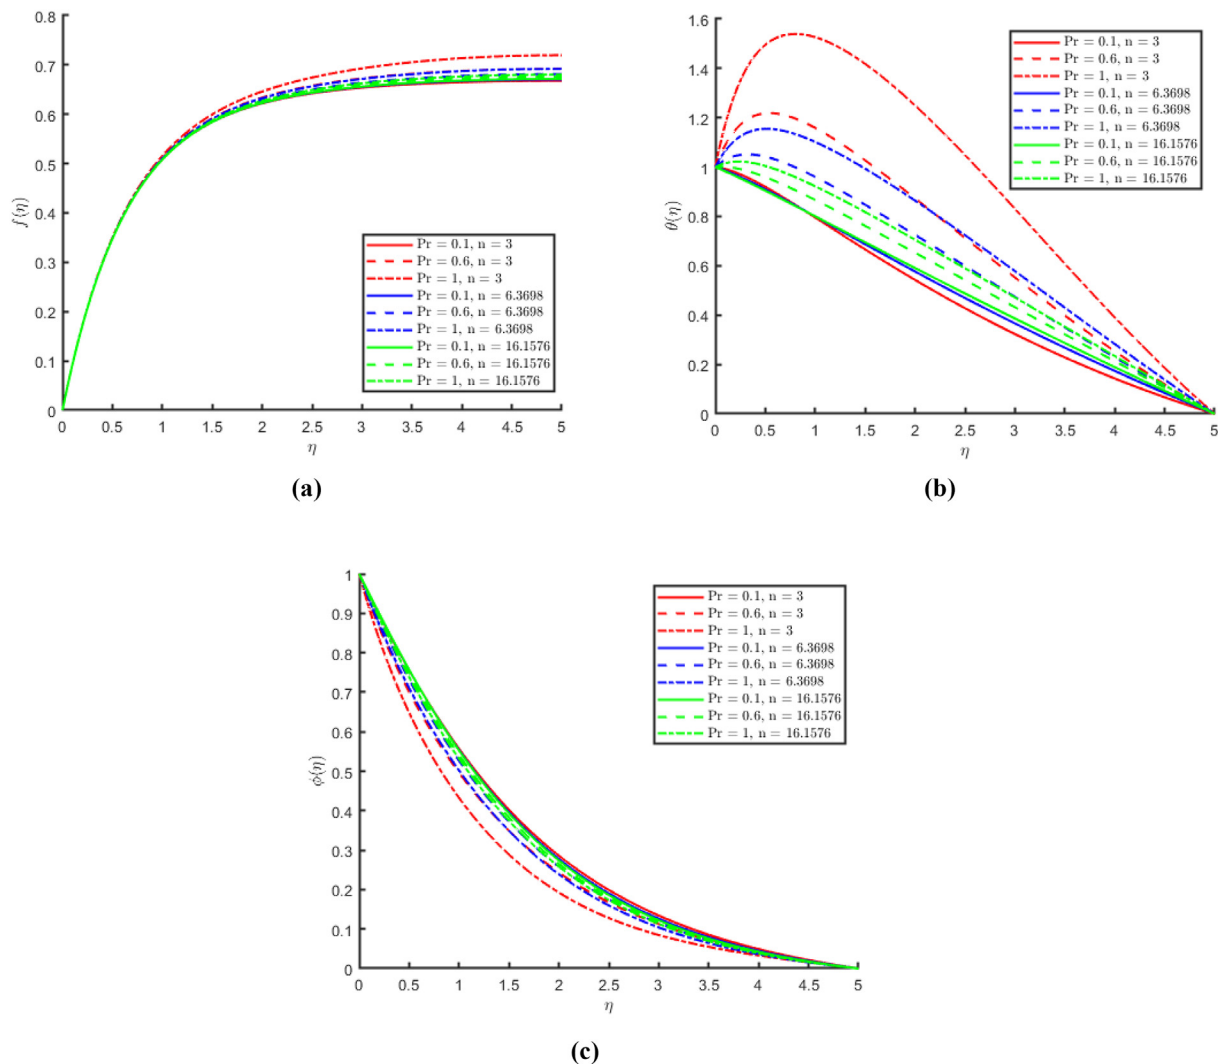 0.8
0.7
0.6
0.5
0.4
0.3
0.2
0.1
0
f'(η)
Pr = 0.1, n = 3
Pr = 0.6, n = 3
Pr = 1, n = 3
Pr = 0.1, n = 6.3698
Pr = 0.6, n = 6.3698
Pr = 1, n = 6.3698
Pr = 0.1, n = 16.1576
Pr = 0.6, n = 16.1576
Pr = 1, n = 16.1576
0 0.5 1 1.5 2 2.5 3 3.5 4 4.5 5
η
(a)
1.6
1.4
1.2
1
0.8
0.6
0.4
0.2
0
θ(η)
Pr = 0.1, n = 3
Pr = 0.6, n = 3
Pr = 1, n = 3
Pr = 0.1, n = 6.3698
Pr = 0.6, n = 6.3698
Pr = 1, n = 6.3698
Pr = 0.1, n = 16.1576
Pr = 0.6, n = 16.1576
Pr = 1, n = 16.1576
0 0.5 1 1.5 2 2.5 3 3.5 4 4.5 5
η
(b)
1
0.9
0.8
0.7
0.6
0.5
0.4
0.3
0.2
0.1
0
ϕ(η)
Pr = 0.1, n = 3
Pr = 0.6, n = 3
Pr = 1, n = 3
Pr = 0.1, n = 6.3698
Pr = 0.6, n = 6.3698
Pr = 1, n = 6.3698
Pr = 0.1, n = 16.1576
Pr = 0.6, n = 16.1576
Pr = 1, n = 16.1576
0 0.5 1 1.5 2 2.5 3 3.5 4 4.5 5
η
(c)